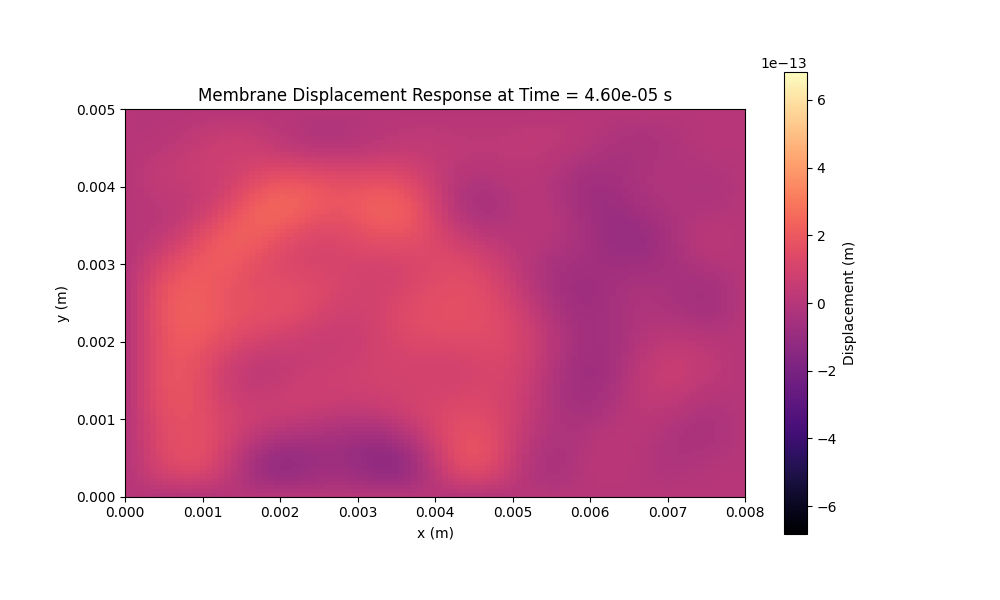 1e−13
Membrane Displacement Response at Time = 4.60e-05 s
0.005
0.004
0.003
0.002
0.001
0.000
y (m)
0.000 0.001 0.002 0.003 0.004 0.005 0.006 0.007 0.008
x (m)
6
4
2
0
−2
−4
−6
Displacement (m)